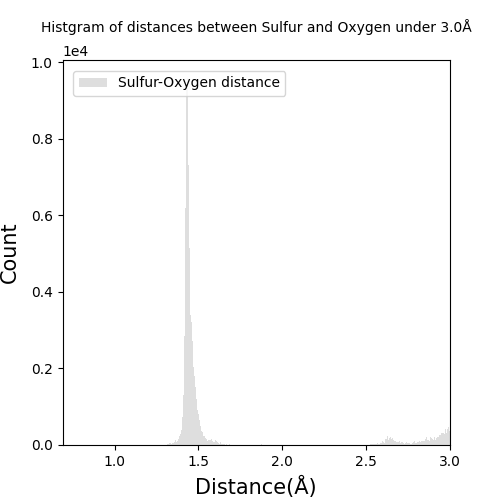 Histgram of distances between Sulfur and Oxygen under 3.0Å
1e4
1.0
Sulfur-Oxygen distance
0.8
0.6
0.4
0.2
0.0
Count
1.0 1.5 2.0 2.5 3.0
Distance(Å)